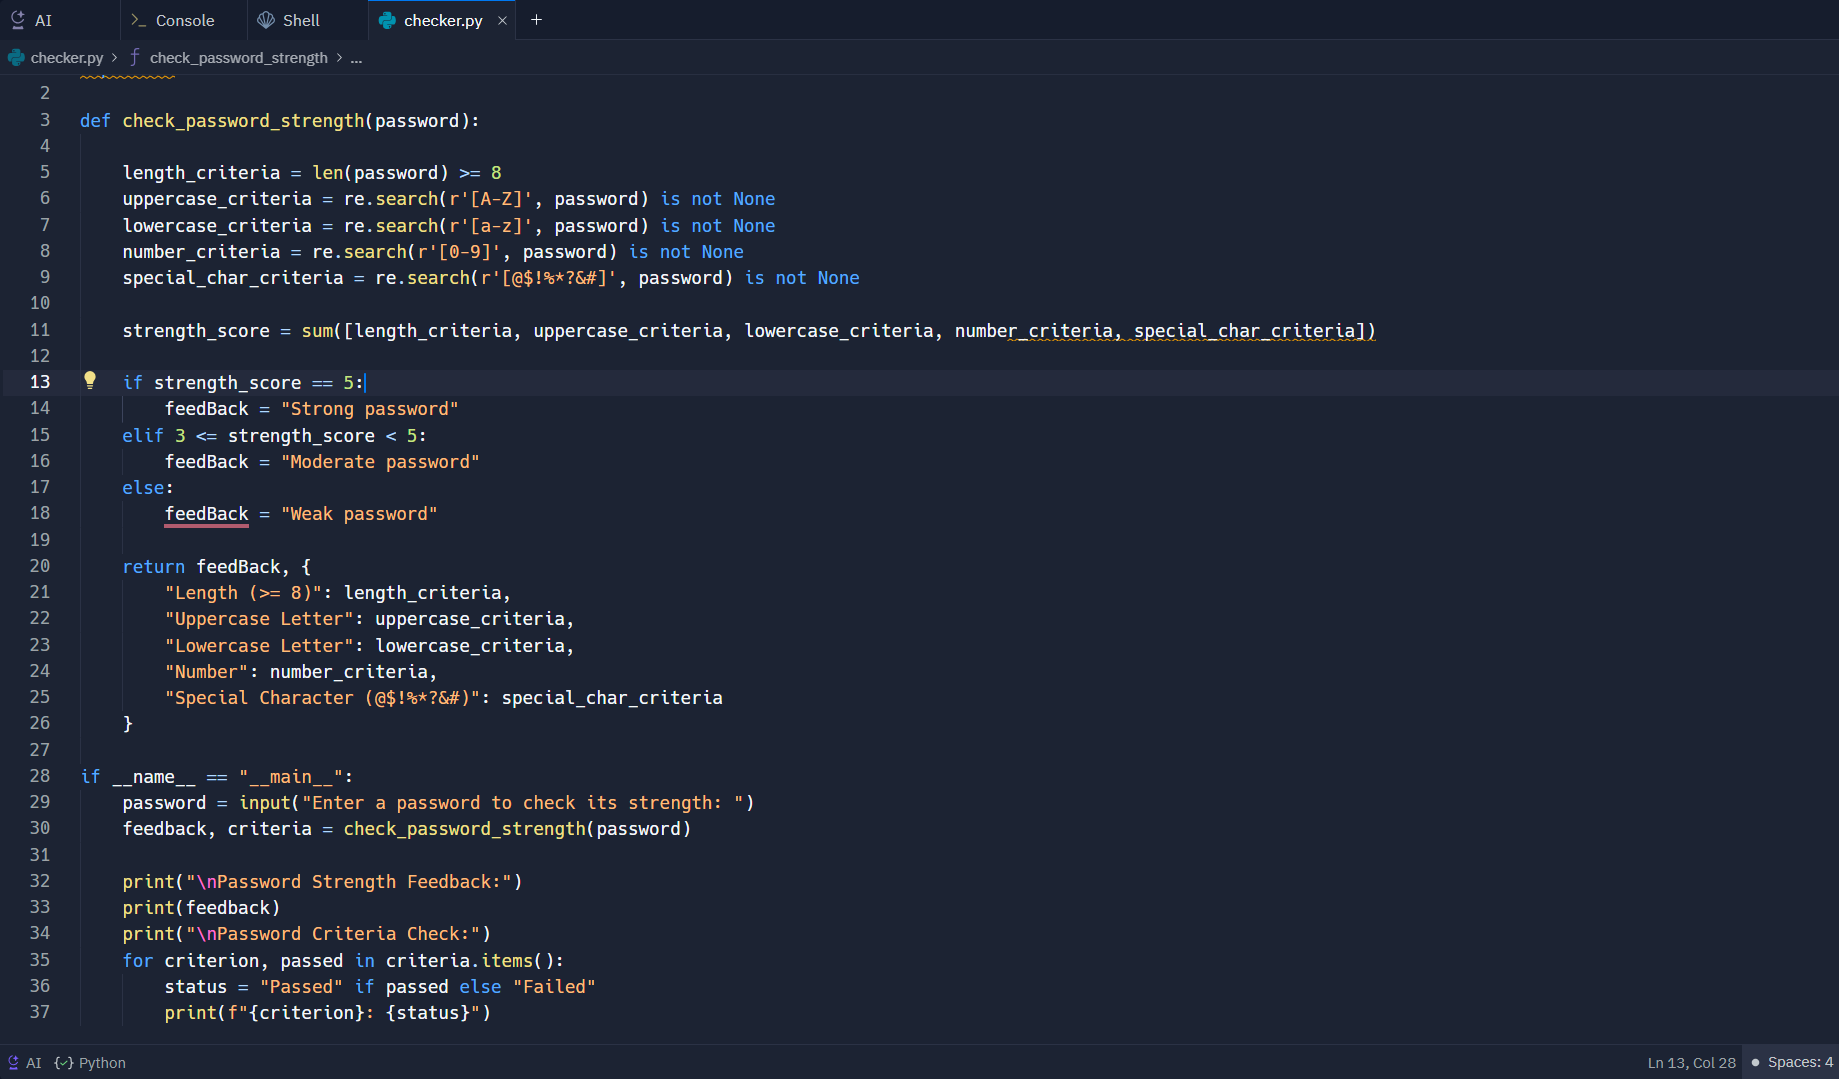 AI
Console
Shell
checker.py
checker.py > check_password_strength > ...
2
3 def check_password_strength(password):
4
5     length_criteria = len(password) >= 8
6     uppercase_criteria = re.search(r'[A-Z]', password) is not None
7     lowercase_criteria = re.search(r'[a-z]', password) is not None
8     number_criteria = re.search(r'[0-9]', password) is not None
9     special_char_criteria = re.search(r'[@$!%*?&#]', password) is not None
10
11     strength_score = sum([length_criteria, uppercase_criteria, lowercase_criteria, number_criteria, special_char_criteria])
12
13     if strength_score == 5:
14         feedBack = "Strong password"
15     elif 3 <= strength_score < 5:
16         feedBack = "Moderate password"
17     else:
18         feedBack = "Weak password"
19
20     return feedBack, {
21         "Length (>= 8)": length_criteria,
22         "Uppercase Letter": uppercase_criteria,
23         "Lowercase Letter": lowercase_criteria,
24         "Number": number_criteria,
25         "Special Character (@$!%*?&#)": special_char_criteria
26     }
27
28 if __name__ == "__main__":
29     password = input("Enter a password to check its strength: ")
30     feedback, criteria = check_password_strength(password)
31
32     print("\nPassword Strength Feedback:")
33     print(feedback)
34     print("\nPassword Criteria Check:")
35     for criterion, passed in criteria.items():
36         status = "Passed" if passed else "Failed"
37         print(f"{criterion}: {status}")
AI
Python
Ln 13, Col 28
Spaces: 4